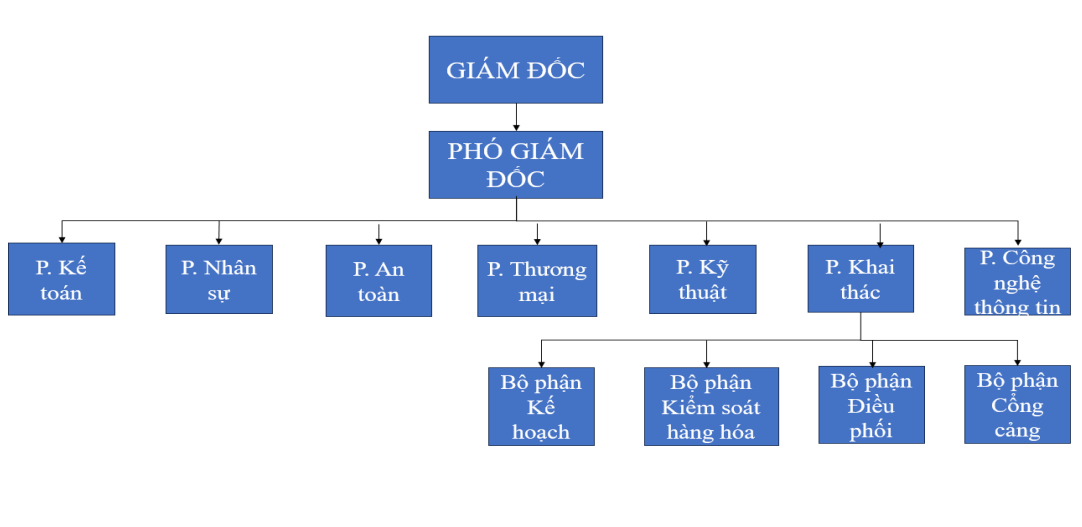 GIÁM ĐỐC
PHÓ GIÁM
ĐỐC
P. Kế
toán
P. Nhân
sự
P. An
toàn
P. Thương
mại
P. Kỹ
thuật
P. Khai
thác
P. Công
nghệ
thông tin
Bộ phận
Kế
hoạch
Bộ phận
Kiểm soát
hàng hóa
Bộ phận
Điều
phối
Bộ phận
Cổng
cảng